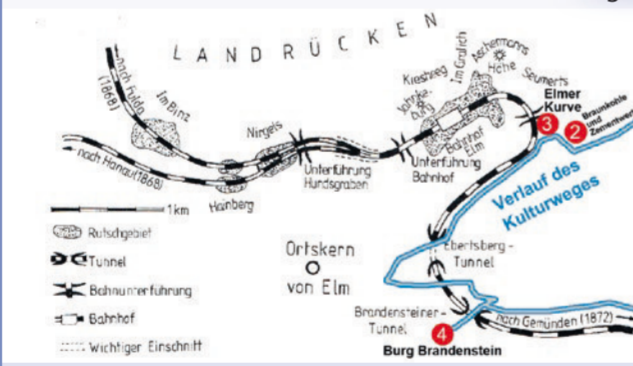 LANDRÜCKEN
nach Fulda
(1868)
Im Binz
Nirgels
Kiesberg
Im Gralich
Aschermanns
Höhe
Seumerts
Elmer
Kurve
3
2
Braunkohle
und
Zementwerk
Bahnhof
Elm
Unterführung
Bahnhof
Unterführung
Hundsgraben
nach Hanau (1868)
Hainberg
Verlauf des
Kulturweges
1km
Rutschgebiet
Tunnel
Bahnunterführung
Bahnhof
Wichtiger Einschnitt
Ortskern
von Elm
Ebertsberg-
Tunnel
Brandensteiner-
Tunnel
nach Gemünden (1872)
4
Burg Brandenstein